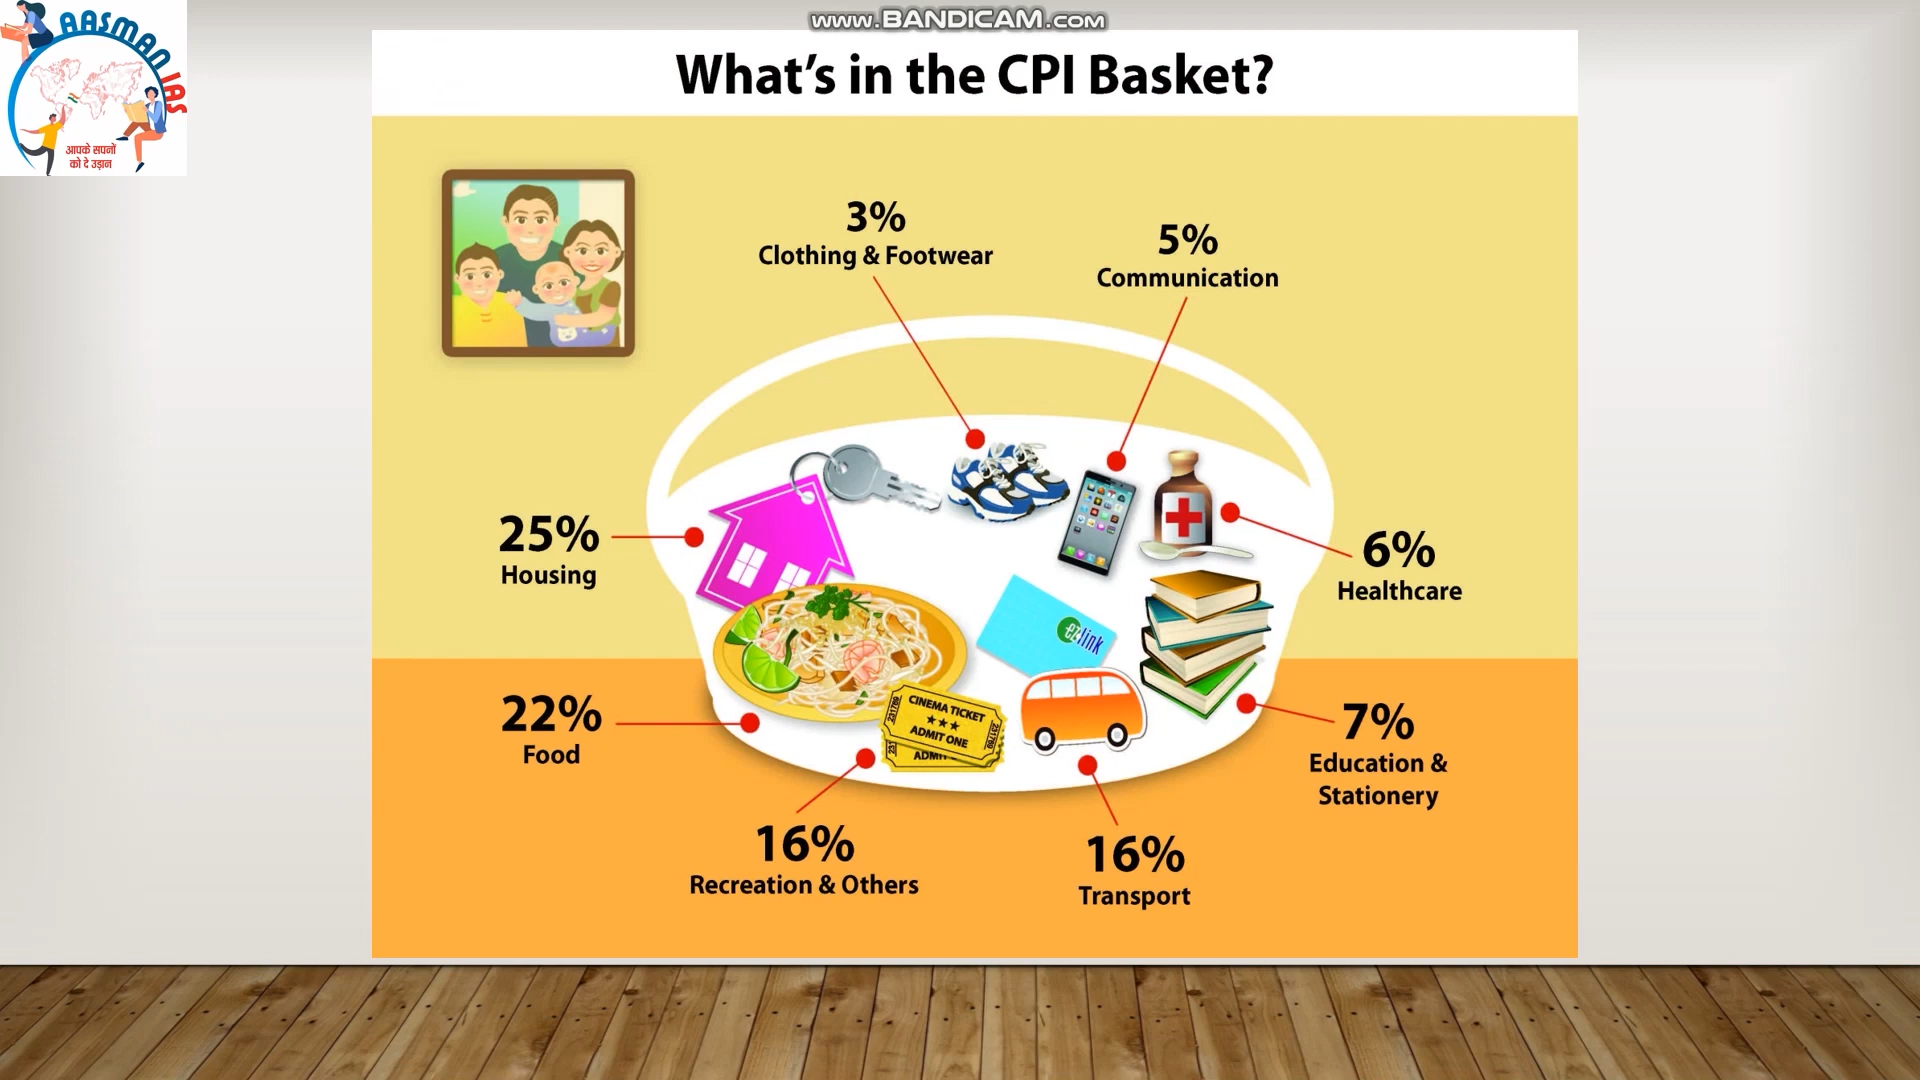 www.BANDICAM.com
AASMAN IAS
आपके सपनों
को दे उड़ान
What's in the CPI Basket?
3%
Clothing & Footwear
5%
Communication
25%
Housing
6%
Healthcare
ez link
22%
Food
CINEMA TICKET
ADMIT ONE
231769
231769
7%
Education &
Stationery
16%
Recreation & Others
16%
Transport